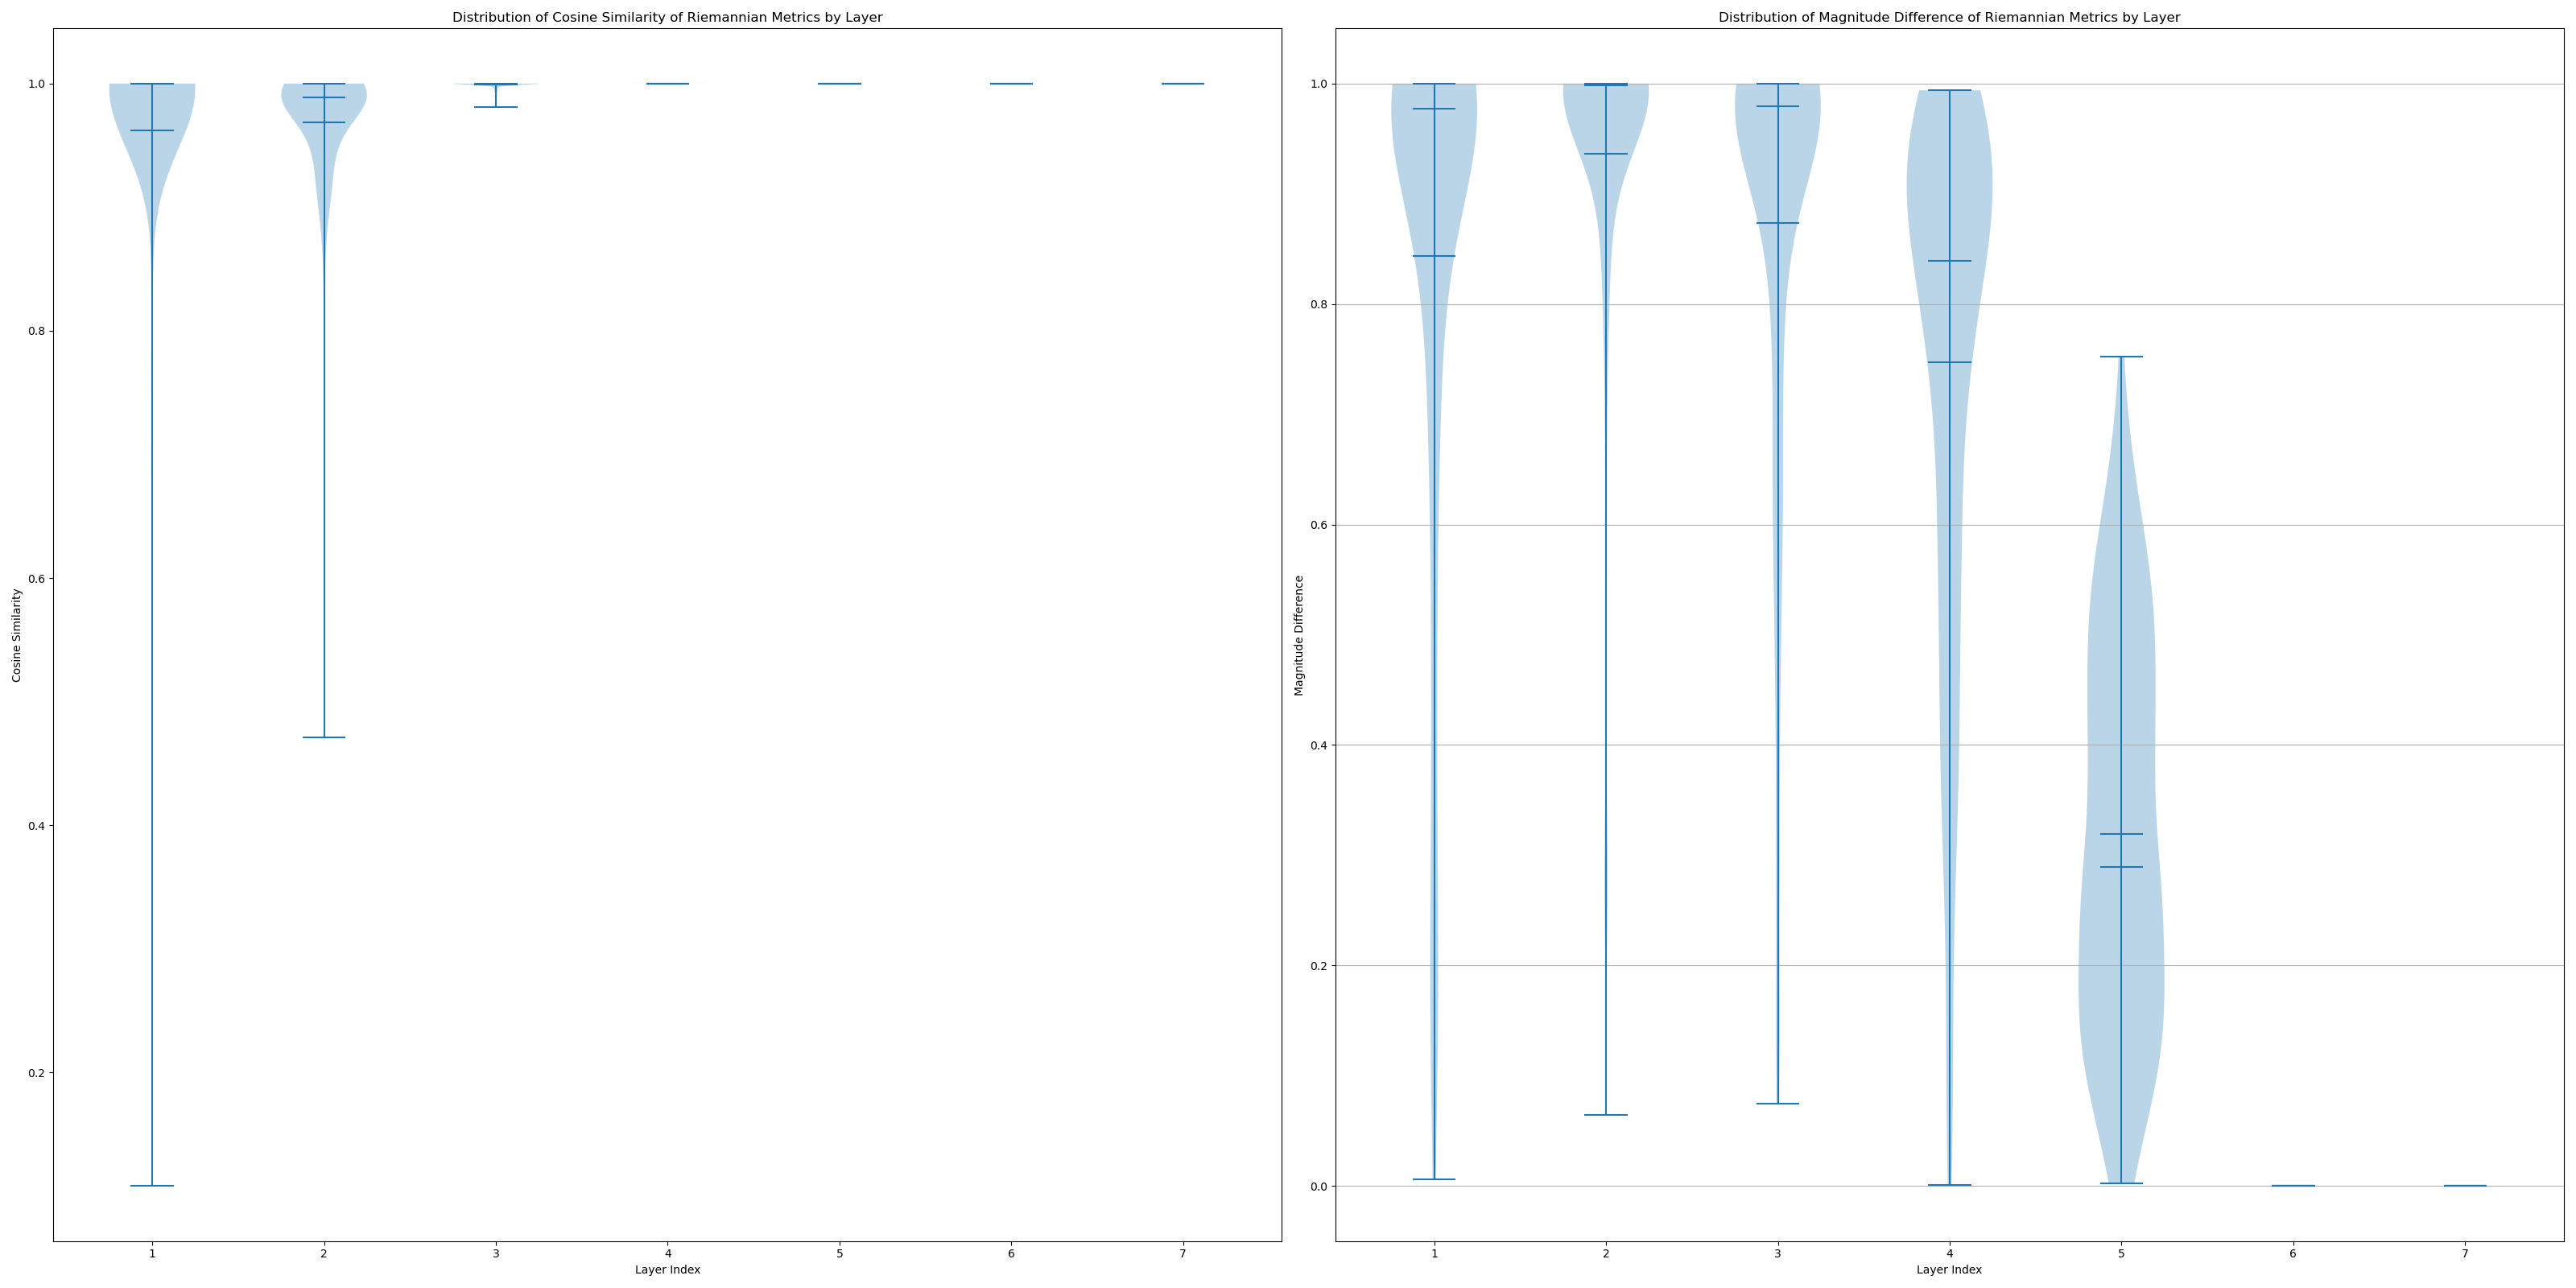 Distribution of Cosine Similarity of Riemannian Metrics by Layer
Cosine Similarity
1.0
0.8
0.6
0.4
0.2
1 2 3 4 5 6 7
Layer Index
Distribution of Magnitude Difference of Riemannian Metrics by Layer
Magnitude Difference
1.0
0.8
0.6
0.4
0.2
0.0
1 2 3 4 5 6 7
Layer Index